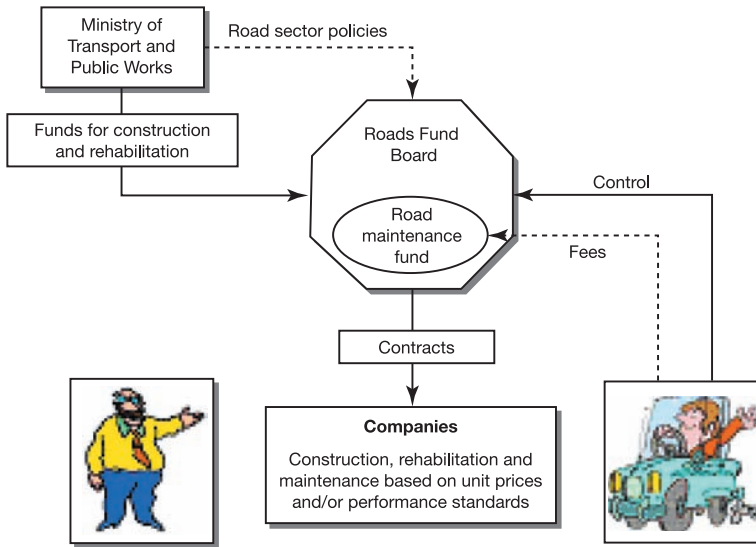 Ministry of
Transport and
Public Works
Road sector policies
Funds for construction
and rehabilitation
Roads Fund
Board
Control
Road
maintenance
fund
Fees
Contracts
Companies
Construction, rehabilitation and
maintenance based on unit prices
and/or performance standards